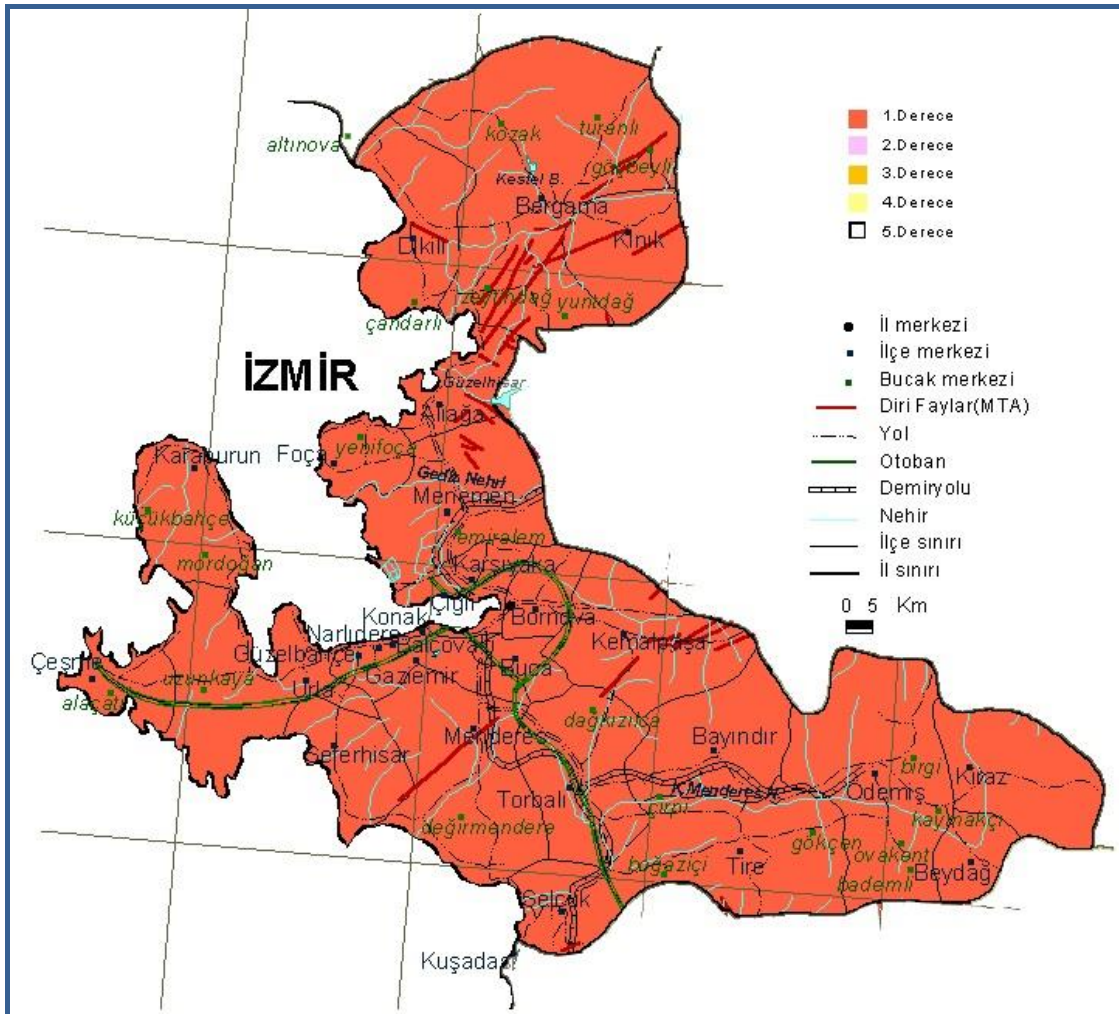 altınova
kozak
turanlı
göçbeyli
Kestel B.
Bergama
Dikili
Kınık
zeytindağ
yuntdağ
çandarlı
İZMİR
Güzelhisar
Aliağa
yenifoça
Foça
Karaburun
Gediz Nehri
Menemen
küçükbahçe
emiralem
mordoğan
Karşıyaka
Çiğli
Konak
Bornova
Narlıdere
Kemalpaşa
Balçova
Güzelbahçe
Buca
Çeşme
Gaziemir
uzunkaya
Urla
alaçatı
dağkızılca
Menderes
Seferhisar
Bayındır
birgi
Kiraz
K.Menderes N.
Ödemiş
Torbalı
çırpı
kaymakçı
değirmendere
gökçen
ovakent
boğaziçi
Tire
Beydağ
bademli
Selçuk
Kuşadası
1.Derece
2.Derece
3.Derece
4.Derece
5.Derece
İl merkezi
İlçe merkezi
Bucak merkezi
Diri Faylar(MTA)
Yol
Otoban
Demiryolu
Nehir
İlçe sınırı
İl sınırı
0 5 Km